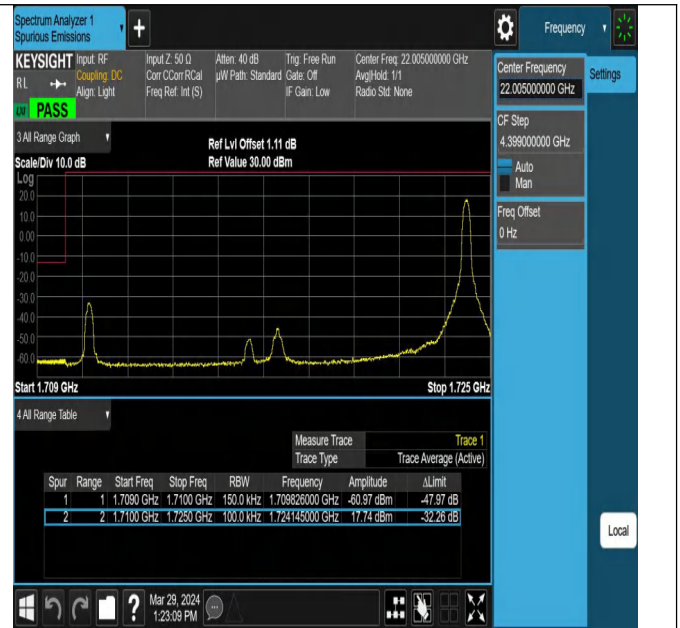 Spectrum Analyzer 1
Spurious Emissions
Frequency
KEYSIGHT Input: RF Input Z: 50 Ω Atten: 40 dB Trig: Free Run Center Freq: 22.005000000 GHz
RL Coupling: DC Corr CCorr RCal µW Path: Standard Gate: Off Avg|Hold: 1/1
Align: Light Freq Ref: Int (S) IF Gain: Low Radio Std: None
PASS
Center Frequency
22.005000000 GHz
Settings
CF Step
4.399000000 GHz
Auto
Man
Freq Offset
0 Hz
3 All Range Graph
Ref Lvl Offset 1.11 dB
Scale/Div 10.0 dB Ref Value 30.00 dBm
Log
20.0
10.0
0.00
-10.0
-20.0
-30.0
-40.0
-50.0
-60.0
Start 1.709 GHz Stop 1.725 GHz
4 All Range Table
Measure Trace Trace 1
Trace Type Trace Average (Active)
Spur Range Start Freq Stop Freq RBW Frequency Amplitude ΔLimit
1 1 1.7090 GHz 1.7100 GHz 150.0 kHz 1.709826000 GHz -60.97 dBm -47.97 dB
2 2 1.7100 GHz 1.7250 GHz 100.0 kHz 1.724145000 GHz 17.74 dBm -32.26 dB
Local
? Mar 29, 2024
1:23:09 PM